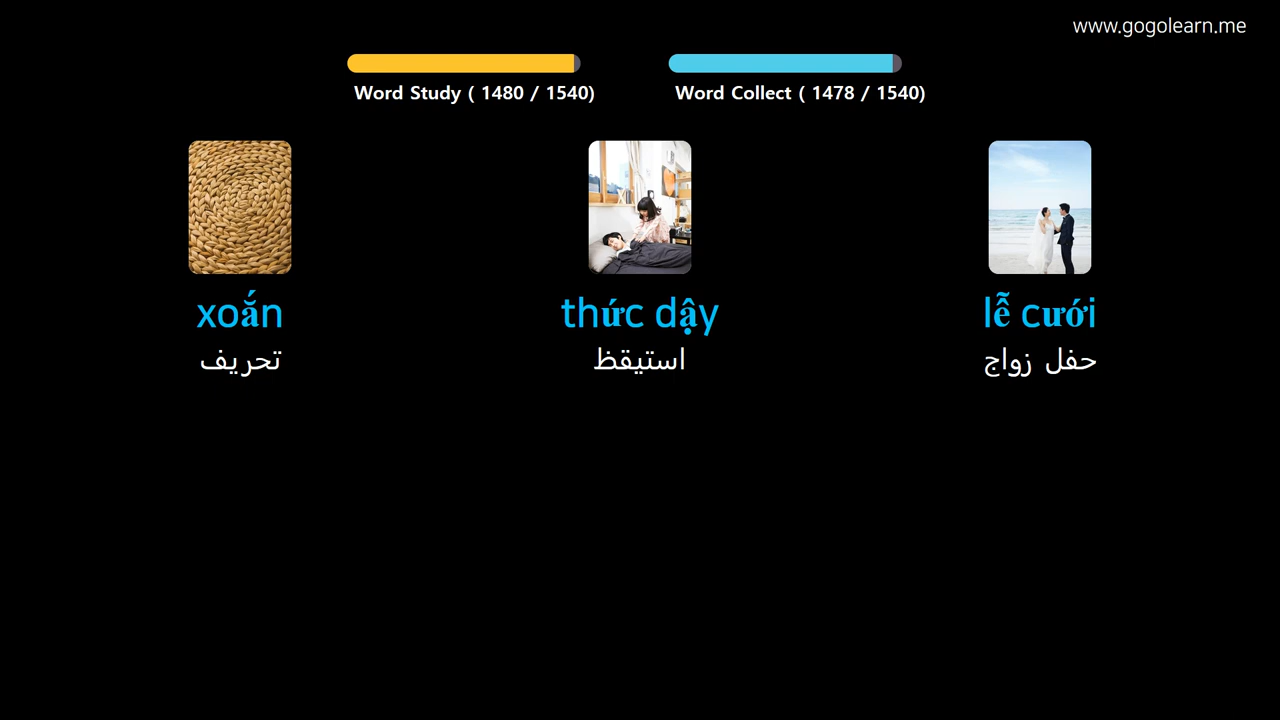 www.gogolearn.me
Word Study ( 1480 / 1540)
Word Collect ( 1478 / 1540)
xoắn
تحريف
thức dậy
استيقظ
lễ cưới
حفل زواج